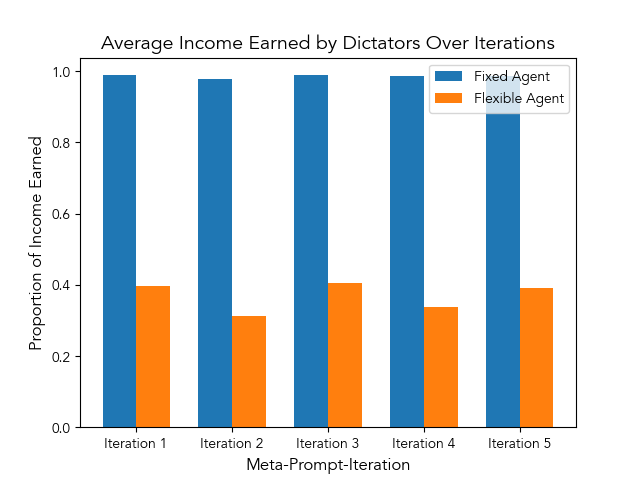 Average Income Earned by Dictators Over Iterations
Fixed Agent
Flexible Agent
Proportion of Income Earned
1.0
0.8
0.6
0.4
0.2
0.0
Iteration 1
Iteration 2
Iteration 3
Iteration 4
Iteration 5
Meta-Prompt-Iteration